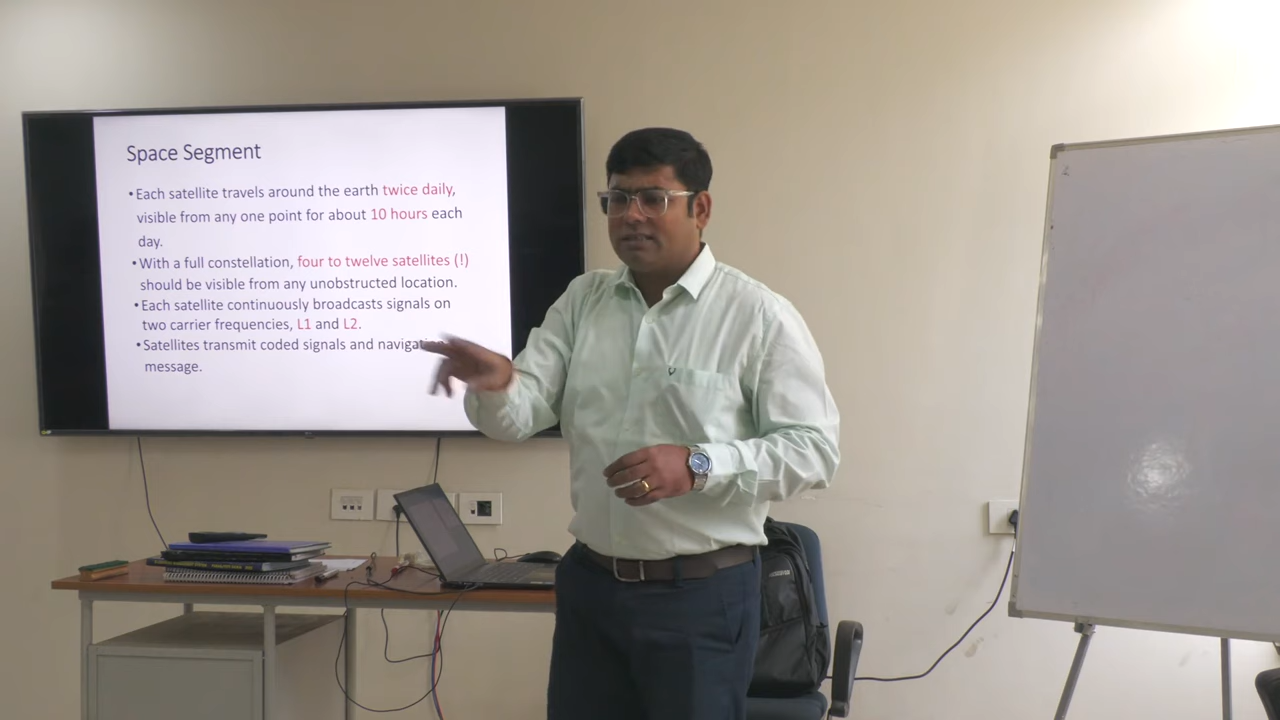 Space Segment
•Each satellite travels around the earth twice daily,
visible from any one point for about 10 hours each
day.
•With a full constellation, four to twelve satellites (!)
should be visible from any unobstructed location.
•Each satellite continuously broadcasts signals on
two carrier frequencies, L1 and L2.
•Satellites transmit coded signals and
message.